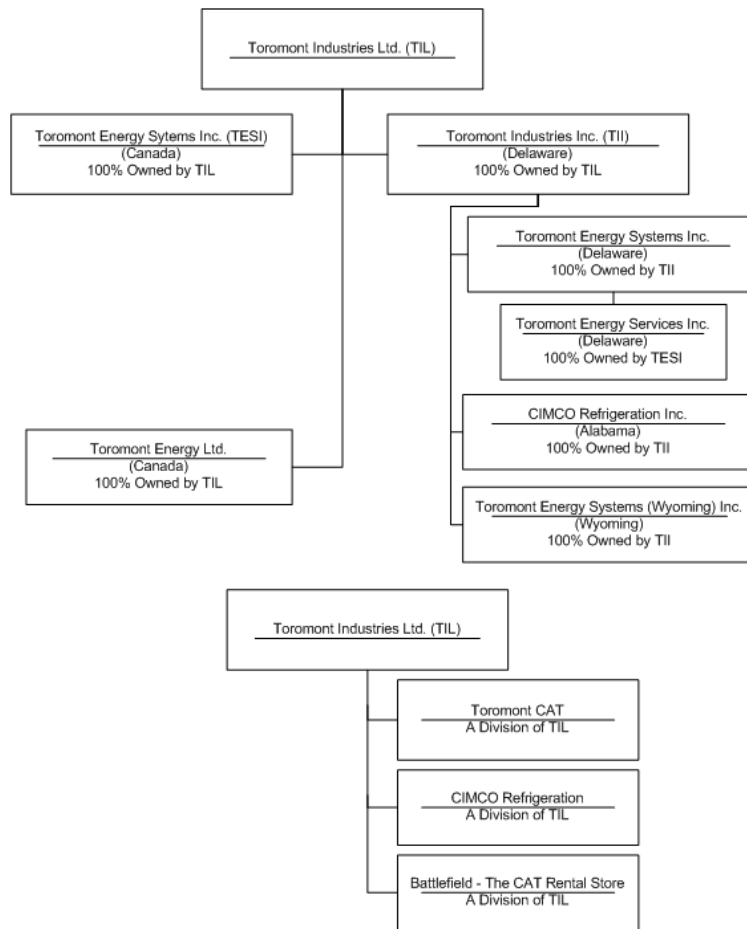 Toromont Industries Ltd. (TIL)
Toromont Energy Sytems Inc. (TESI)
(Canada)
100% Owned by TIL
Toromont Industries Inc. (TII)
(Delaware)
100% Owned by TIL
Toromont Energy Systems Inc.
(Delaware)
100% Owned by TII
Toromont Energy Services Inc.
(Delaware)
100% Owned by TESI
CIMCO Refrigeration Inc.
(Alabama)
100% Owned by TII
Toromont Energy Ltd.
(Canada)
100% Owned by TIL
Toromont Energy Systems (Wyoming) Inc.
(Wyoming)
100% Owned by TII
Toromont Industries Ltd. (TIL)
Toromont CAT
A Division of TIL
CIMCO Refrigeration
A Division of TIL
Battlefield - The CAT Rental Store
A Division of TIL